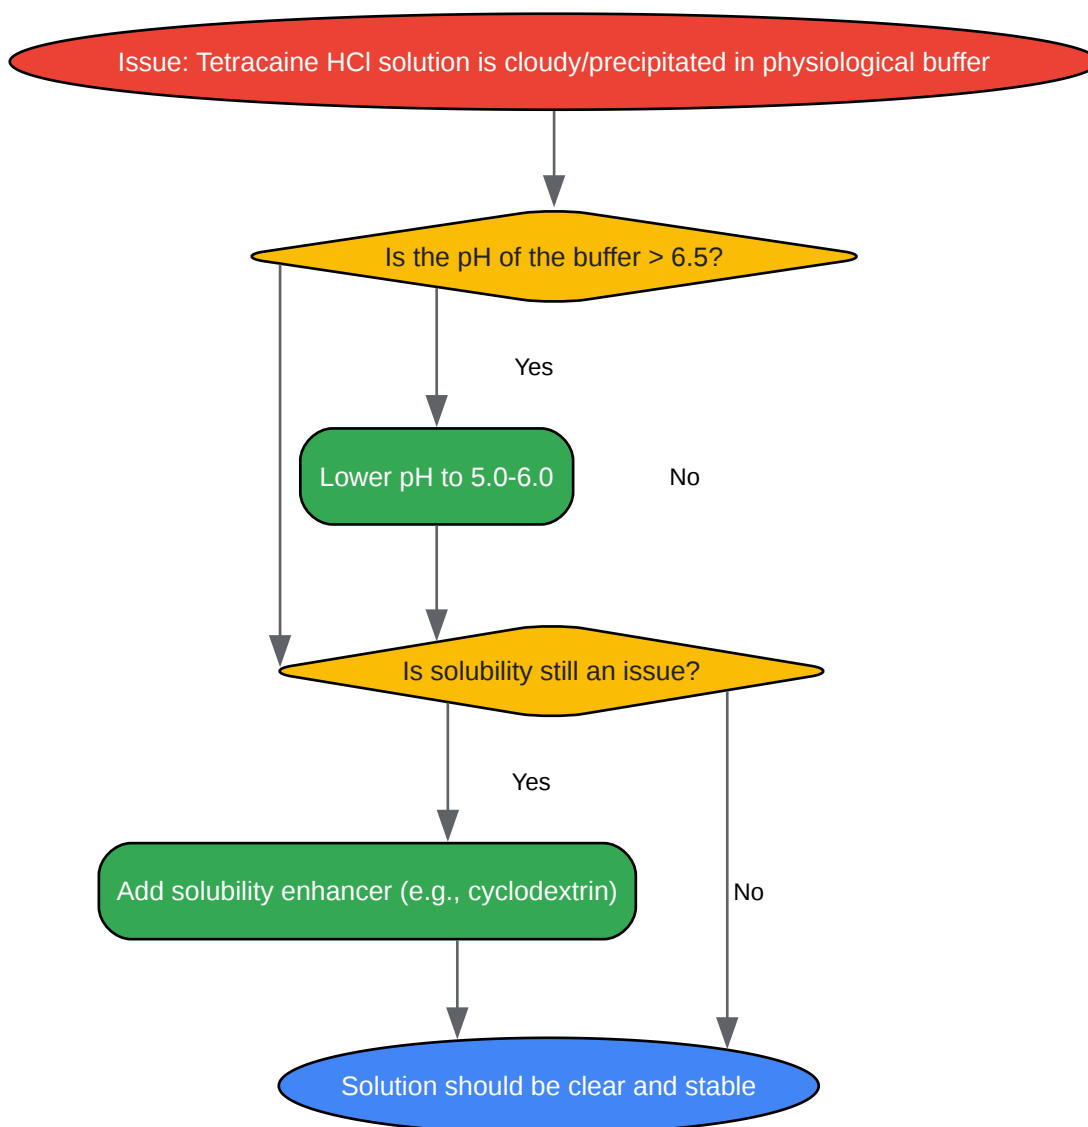 Issue: Tetracaine HCl solution is cloudy/precipitated in physiological buffer
Is the pH of the buffer > 6.5?
Yes
Lower pH to 5.0-6.0
No
Is solubility still an issue?
Yes
Add solubility enhancer (e.g., cyclodextrin)
No
Solution should be clear and stable